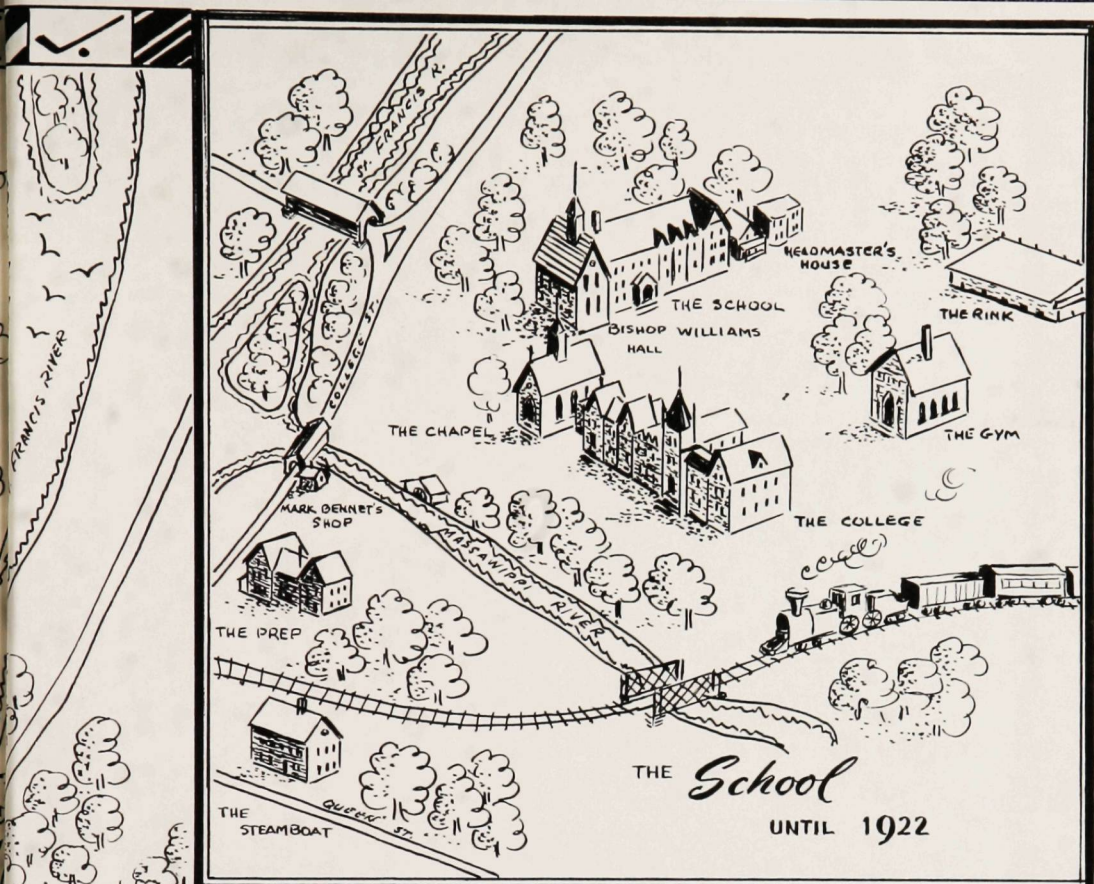 FRANCIS RIVER
ST. FRANCIS R.
COLLEGE ST.
HEADMASTER'S
HOUSE
THE SCHOOL
BISHOP WILLIAMS
HALL
THE RINK
THE CHAPEL
THE GYM
THE COLLEGE
MARK BENNET'S
SHOP
MASAWIPPI RIVER
THE PREP
THE
STEAMBOAT
QUEEN ST.
THE School
UNTIL 1922